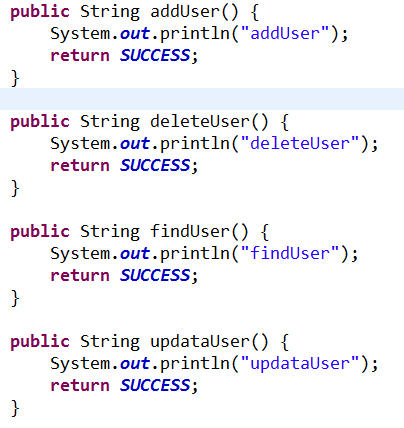 public String addUser() {
    System.out.println("addUser");
    return SUCCESS;
}
public String deleteUser() {
    System.out.println("deleteUser");
    return SUCCESS;
}
public String findUser() {
    System.out.println("findUser");
    return SUCCESS;
}
public String updataUser() {
    System.out.println("updataUser");
    return SUCCESS;
}